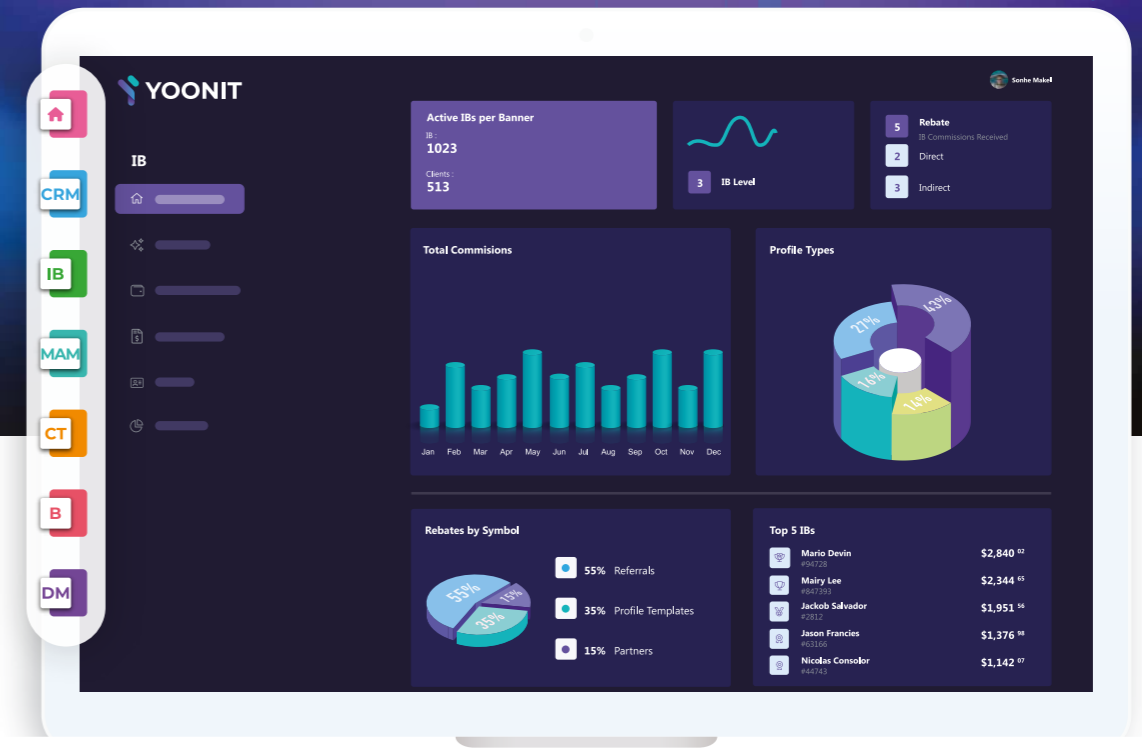 YOONIT
Sonhe Makell
CRM
IB
MAM
CT
B
DM
IB
Active IBs per Banner
IB :
1023
Clients :
513
3 IB Level
5 Rebate
IB Commissions Received
2 Direct
3 Indirect
Total Commisions
Jan Feb Mar Apr May Jun Jul Aug Sep Oct Nov Dec
Profile Types
43%
27%
16%
14%
Rebates by Symbol
55%
15%
35%
55% Referrals
35% Profile Templates
15% Partners
Top 5 IBs
Mario Devin $2,840 02
#94728
Mairy Lee $2,344 65
#847393
Jackob Salvador $1,951 56
#2812
Jason Francies $1,376 98
#63166
Nicolas Consolor $1,142 07
#44743